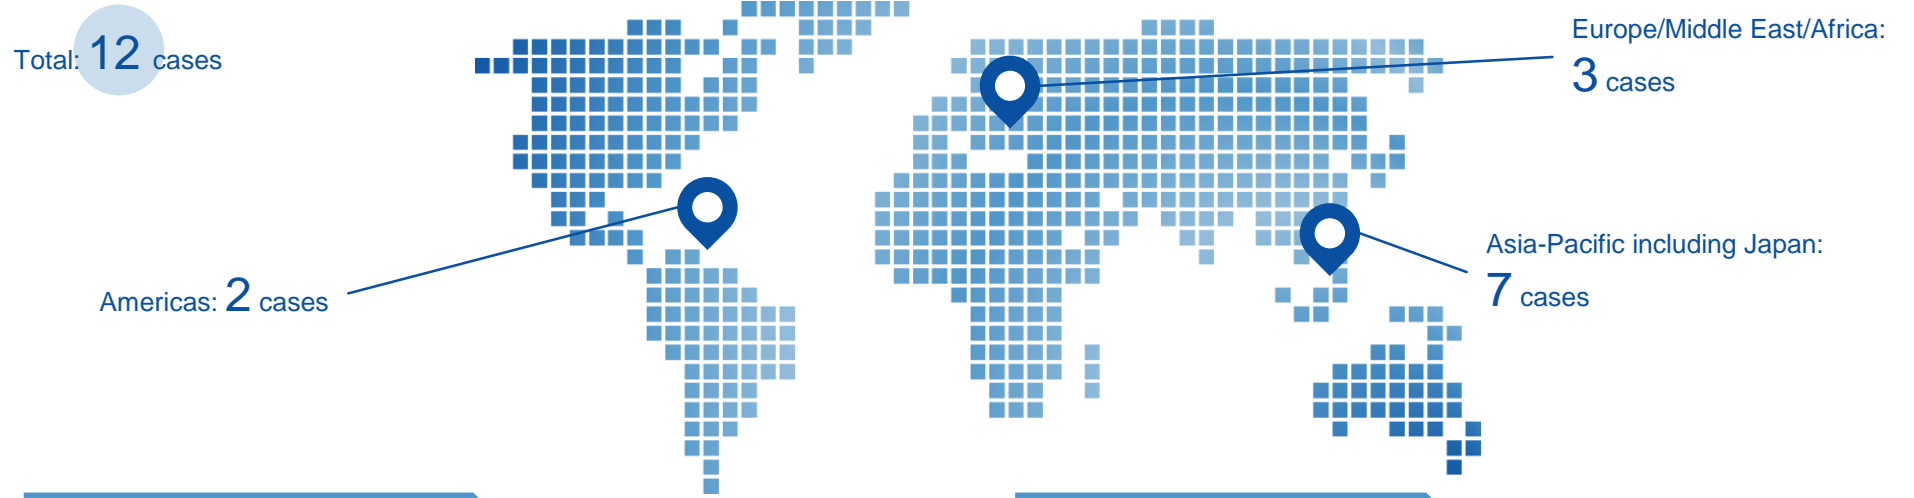 Total: 12 cases
Europe/Middle East/Africa:
3 cases
Americas: 2 cases
Asia-Pacific including Japan:
7 cases